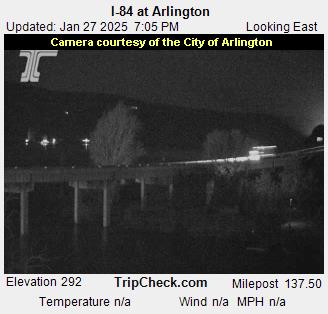 I-84 at Arlington
Updated: Jan 27 2025 7:05 PM Looking East
Camera courtesy of the City of Arlington
Elevation 292 TripCheck.com Milepost 137.50
Temperature n/a Wind n/a MPH n/a